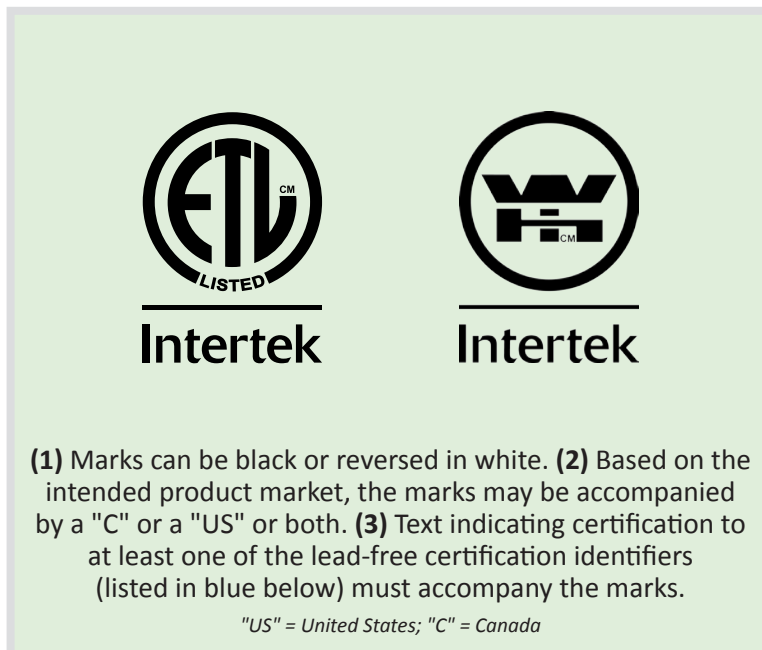 ETL CM
LISTED
Intertek
WH CM
Intertek
(1) Marks can be black or reversed in white. (2) Based on the
intended product market, the marks may be accompanied
by a "C" or a "US" or both. (3) Text indicating certification to
at least one of the lead-free certification identifiers
(listed in blue below) must accompany the marks.
"US" = United States; "C" = Canada